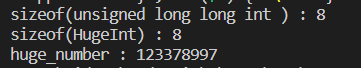 sizeof(unsigned long long int ) : 8
sizeof(HugeInt) : 8
huge_number : 123378997